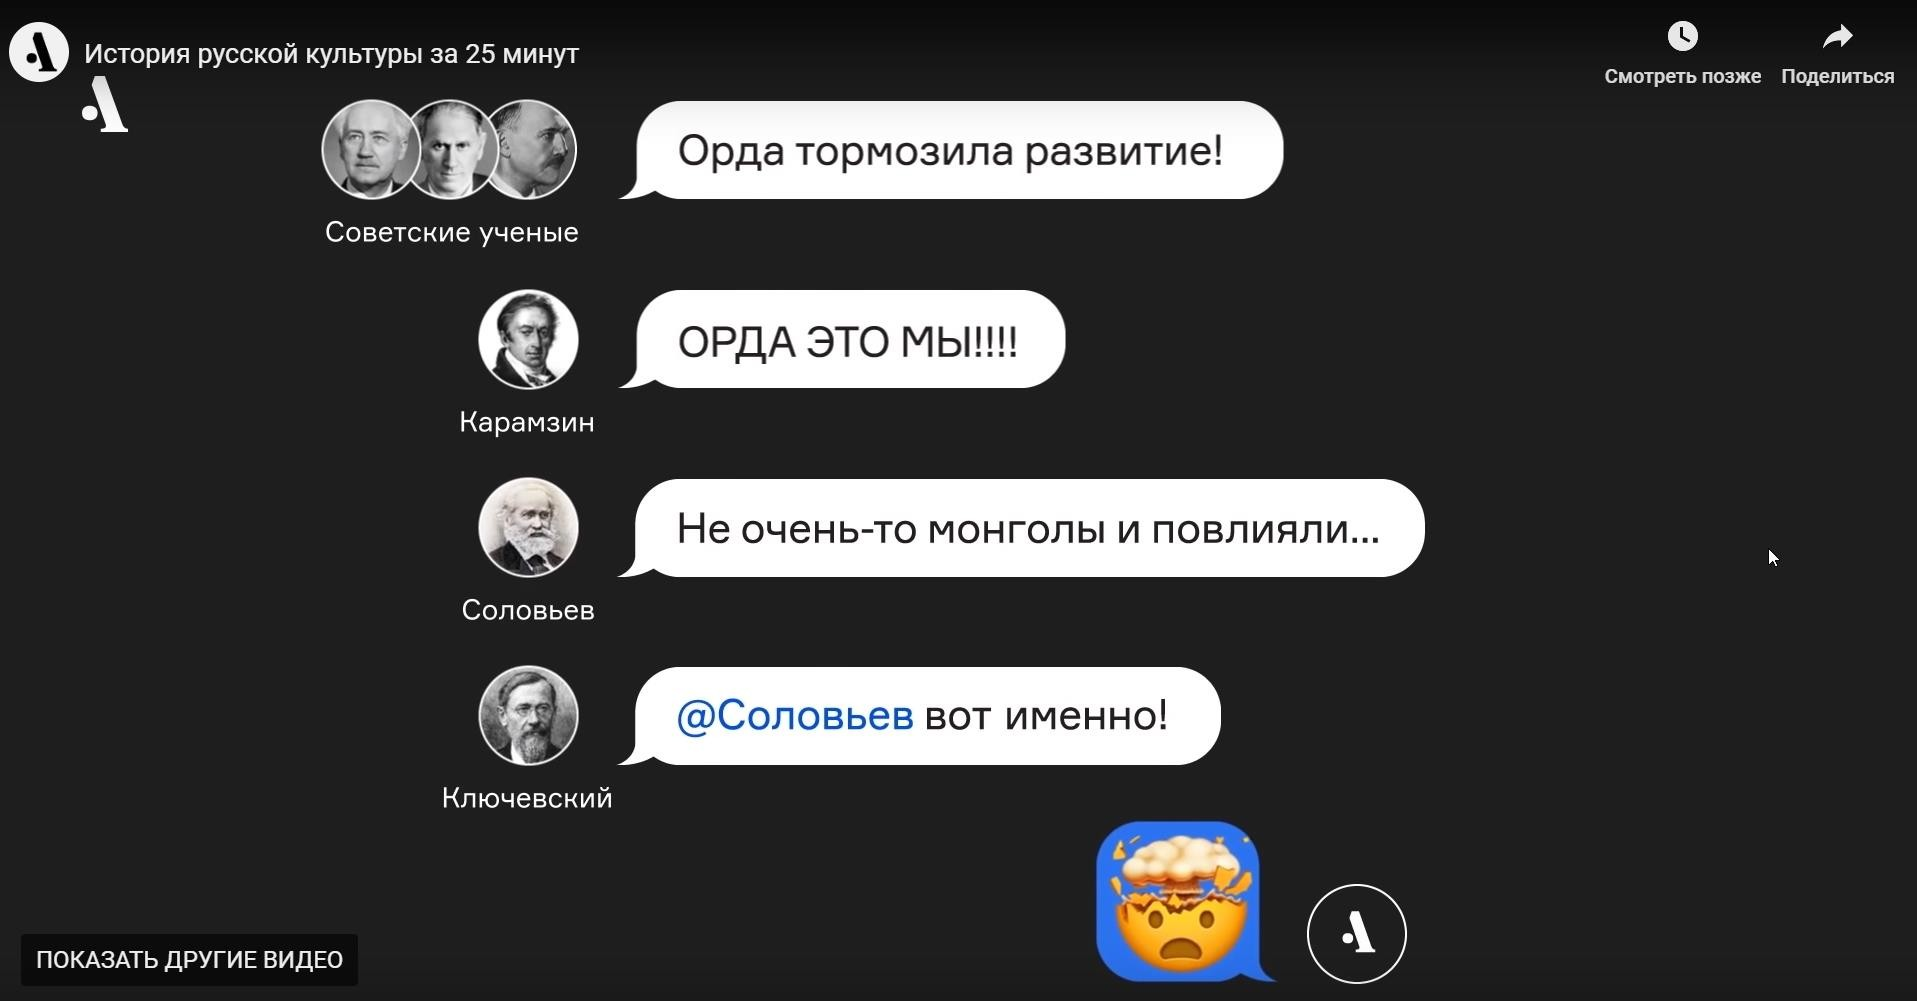 История русской культуры за 25 минут
Смотреть позже
Поделиться
Орда тормозила развитие!
Советские ученые
ОРДА ЭТО МЫ!!!!
Карамзин
Не очень-то монголы и повлияли...
Соловьев
@Соловьев вот именно!
Ключевский
ПОКАЗАТЬ ДРУГИЕ ВИДЕО